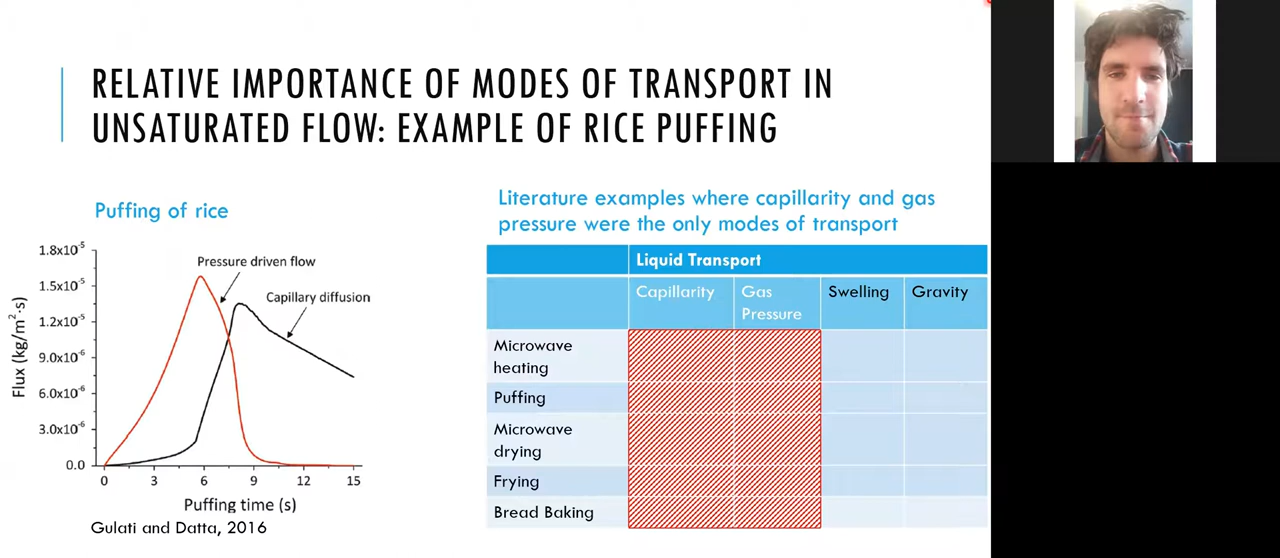 RELATIVE IMPORTANCE OF MODES OF TRANSPORT IN
UNSATURATED FLOW: EXAMPLE OF RICE PUFFING
Puffing of rice
1.8x10⁻⁵
1.5x10⁻⁵
1.2x10⁻⁵
9.0x10⁻⁶
6.0x10⁻⁶
3.0x10⁻⁶
0.0
Flux (kg/m²·s)
Pressure driven flow
Capillary diffusion
0 3 6 9 12 15
Puffing time (s)
Gulati and Datta, 2016
Literature examples where capillarity and gas
pressure were the only modes of transport
Liquid Transport
Capillarity Gas Swelling Gravity
Pressure
Microwave
heating
Puffing
Microwave
drying
Frying
Bread Baking